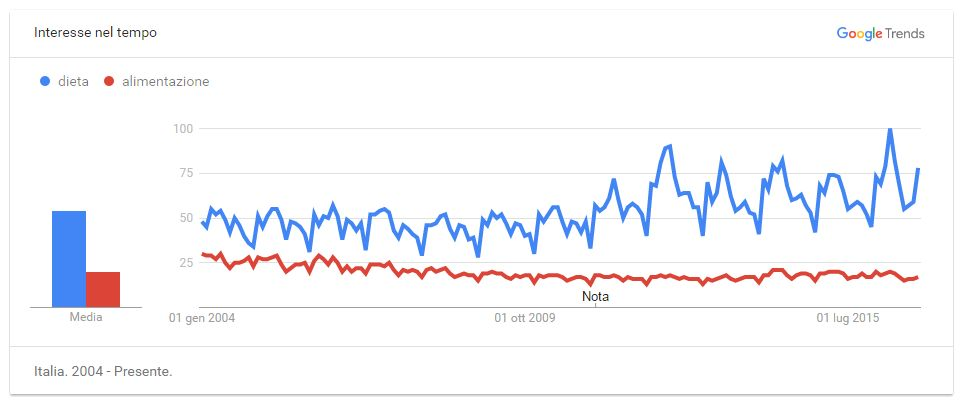 Interesse nel tempo
Google Trends
dieta
alimentazione
100
75
50
25
Nota
Media
01 gen 2004
01 ott 2009
01 lug 2015
Italia. 2004 - Presente.